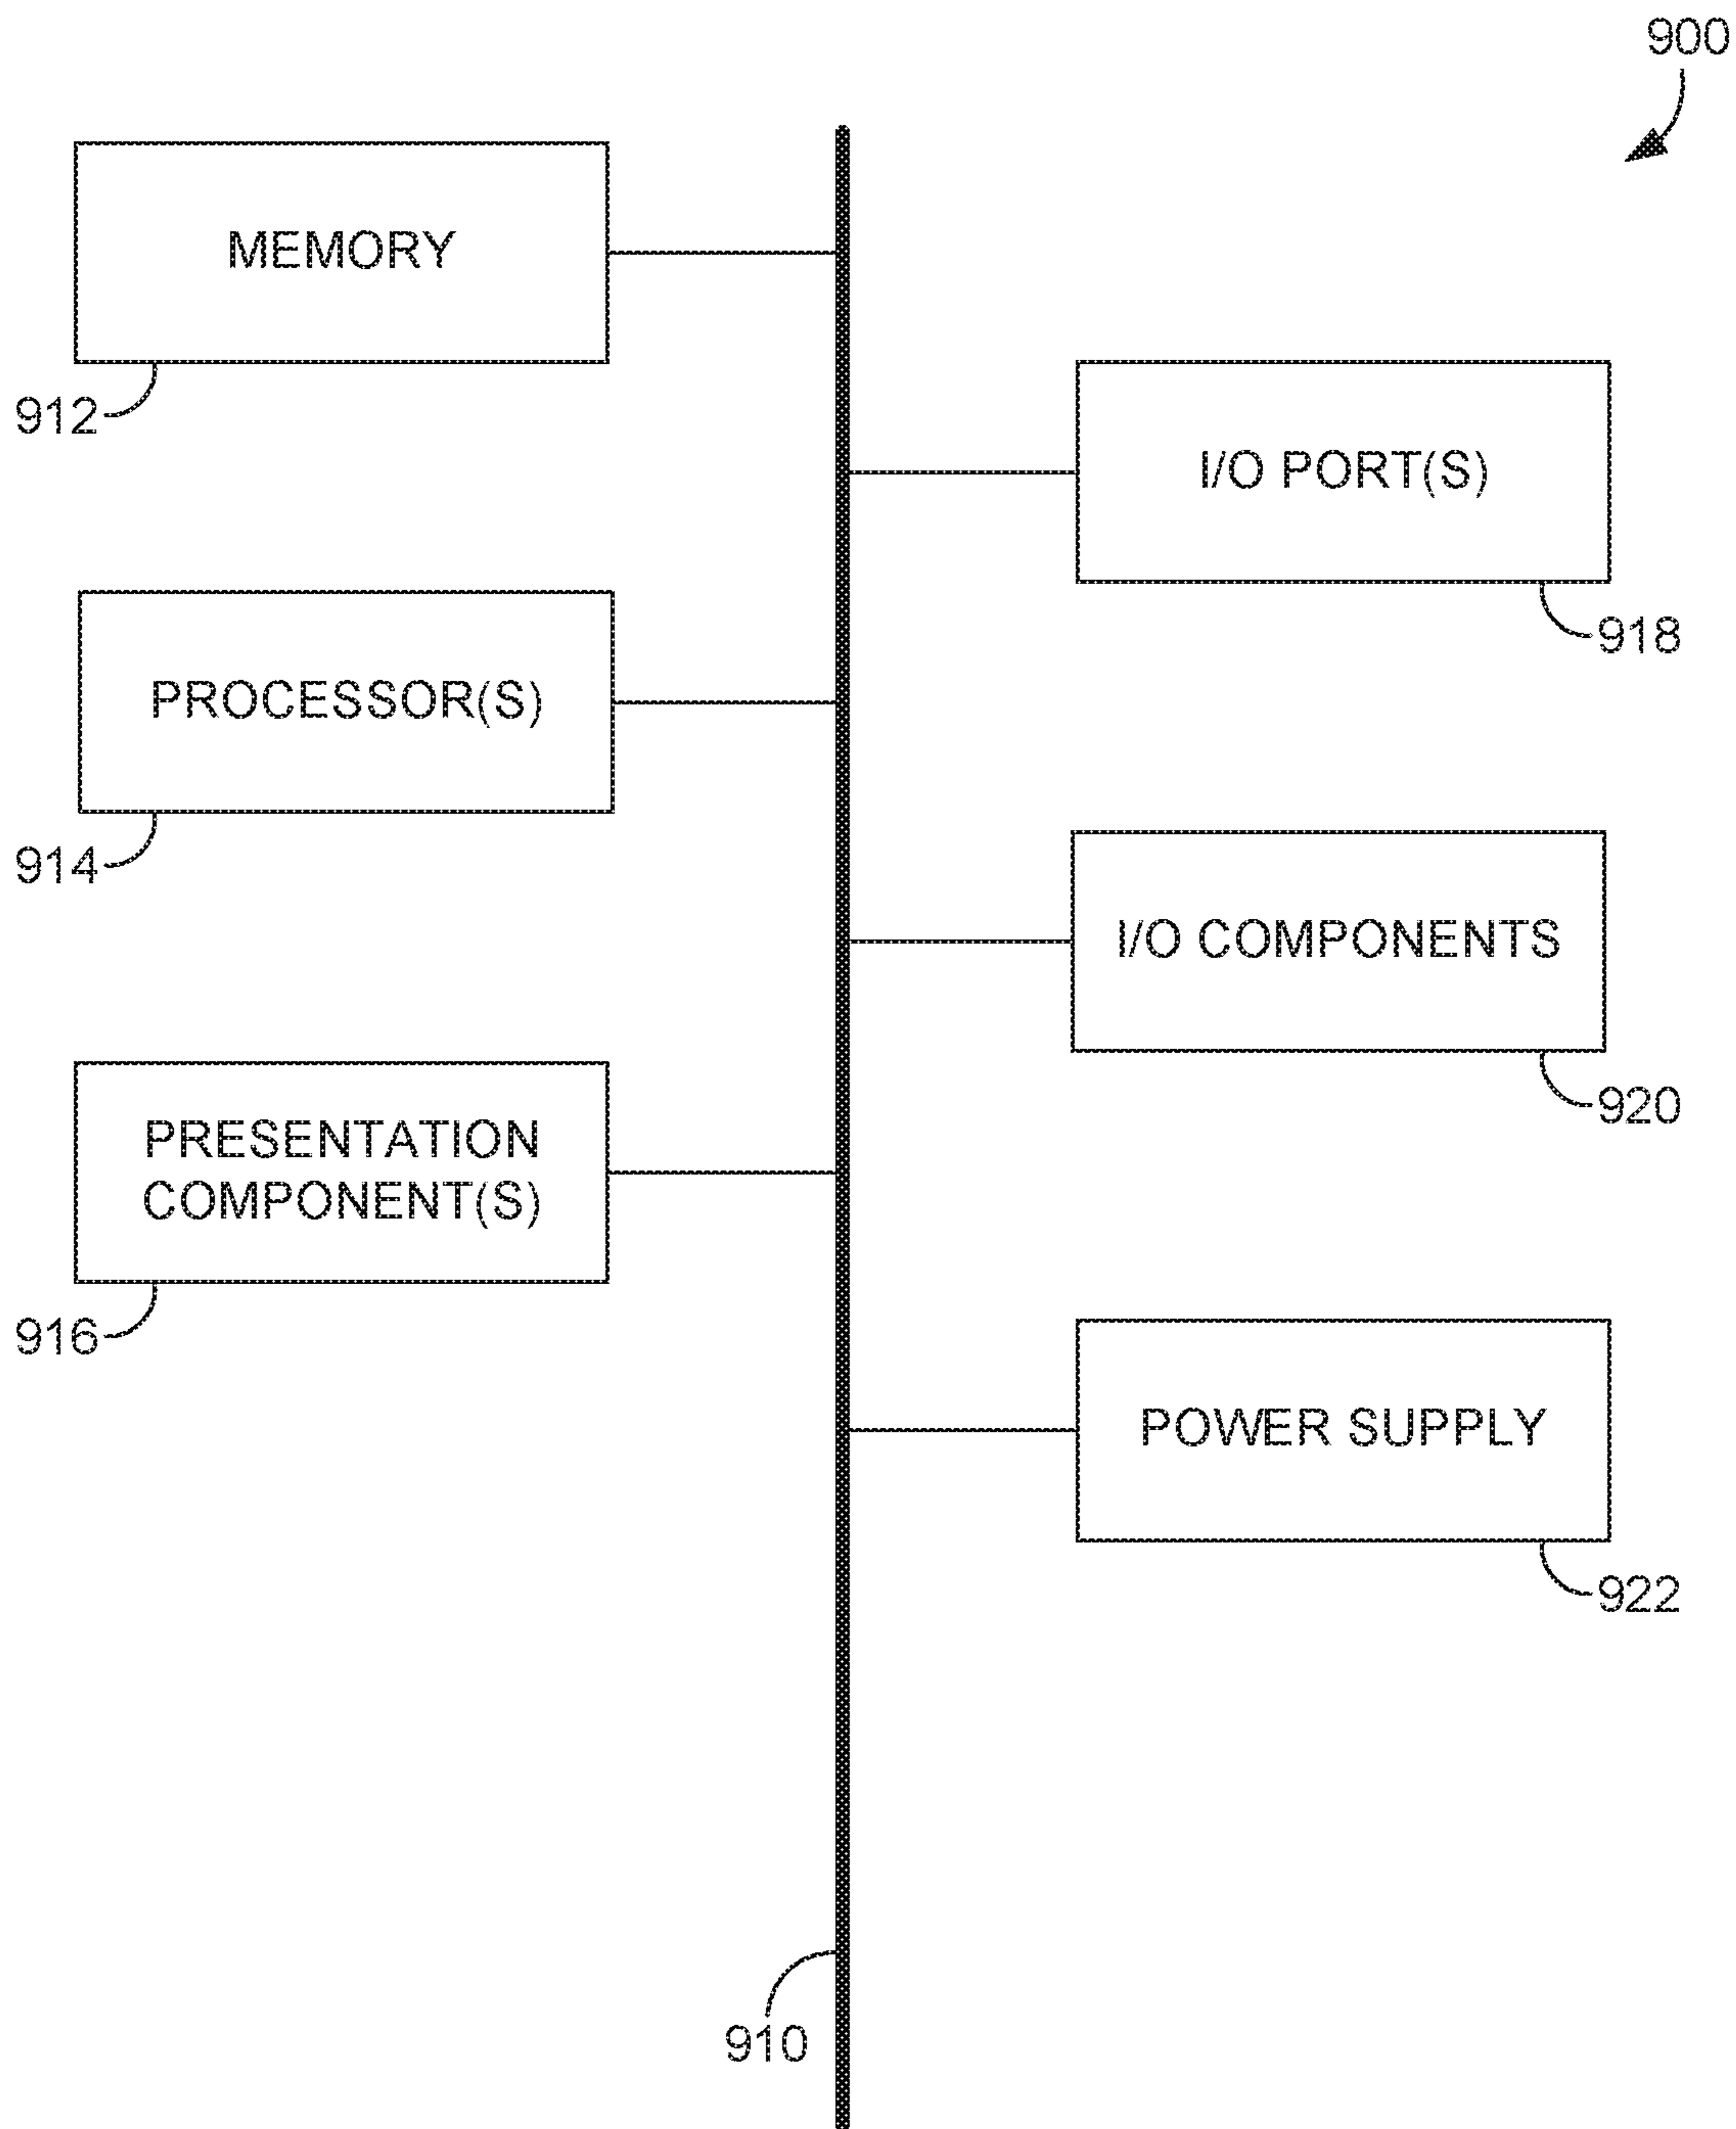 900
MEMORY
912
I/O PORT(S)
918
PROCESSOR(S)
914
I/O COMPONENTS
920
PRESENTATION
COMPONENT(S)
916
POWER SUPPLY
922
910